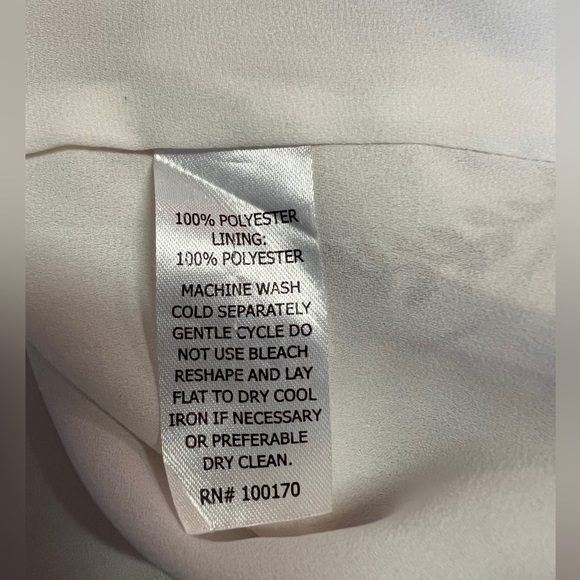 100% POLYESTER
LINING:
100% POLYESTER
MACHINE WASH
COLD SEPARATELY
GENTLE CYCLE DO
NOT USE BLEACH
RESHAPE AND LAY
FLAT TO DRY COOL
IRON IF NECESSARY
OR PREFERABLE
DRY CLEAN.
RN# 100170